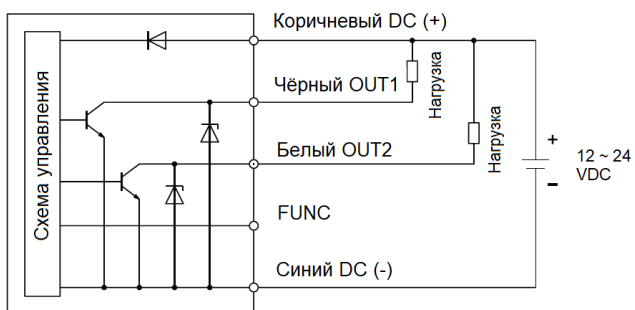 Коричневый DC (+)
Схема управления
Чёрный OUT1
Нагрузка
Белый OUT2
Нагрузка
+
12 ~ 24
VDC
−
FUNC
Синий DC (-)